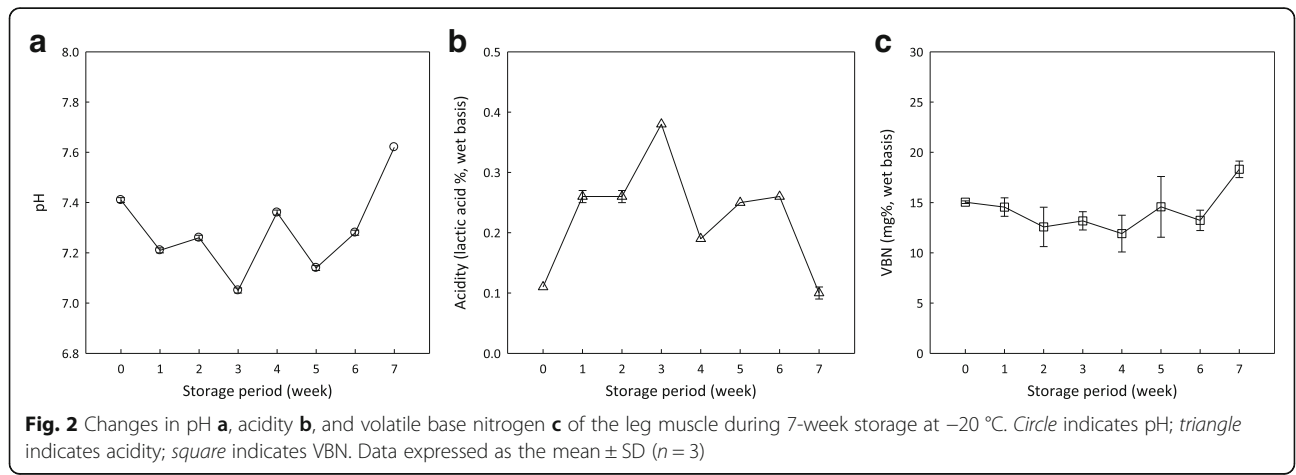 a
8.0
7.8
7.6
7.4
7.2
7.0
6.8
pH
0 1 2 3 4 5 6 7
Storage period (week)
b
0.5
0.4
0.3
0.2
0.1
0.0
Acidity (lactic acid %, wet basis)
0 1 2 3 4 5 6 7
Storage period (week)
c
30
25
20
15
10
5
0
VBN (mg%, wet basis)
0 1 2 3 4 5 6 7
Storage period (week)
Fig. 2 Changes in pH a, acidity b, and volatile base nitrogen c of the leg muscle during 7-week storage at −20 °C. Circle indicates pH; triangle
indicates acidity; square indicates VBN. Data expressed as the mean ± SD (n = 3)